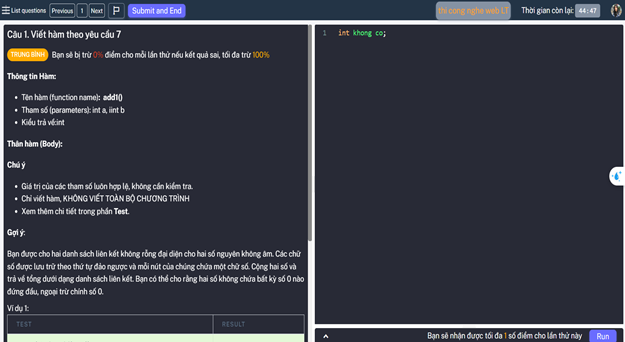 List questions Previous 1 Next Submit and End thi cong nghe web L1 Thời gian còn lại: 44:47
Câu 1. Viết hàm theo yêu cầu 7
TRUNG BÌNH Bạn sẽ bị trừ 0% điểm cho mỗi lần thử nếu kết quả sai, tối đa trừ 100%
Thông tin Hàm:
Tên hàm (function name): add1()
Tham số (parameters): int a, iint b
Kiểu trả về:int
Thân hàm (Body):
Chú ý
Giá trị của các tham số luôn hợp lệ, không cần kiểm tra.
Chỉ viết hàm, KHÔNG VIẾT TOÀN BỘ CHƯƠNG TRÌNH
Xem thêm chi tiết trong phần Test.
Gợi ý:
Bạn được cho hai danh sách liên kết không rỗng đại diện cho hai số nguyên không âm. Các chữ
số được lưu trữ theo thứ tự đảo ngược và mỗi nút của chúng chứa một chữ số. Cộng hai số và
trả về tổng dưới dạng danh sách liên kết. Bạn có thể cho rằng hai số không chứa bất kỳ số 0 nào
đứng đầu, ngoại trừ chính số 0.
Ví dụ 1:
TEST RESULT
1 int khong co;
Bạn sẽ nhận được tối đa 1 số điểm cho lần thử này Run